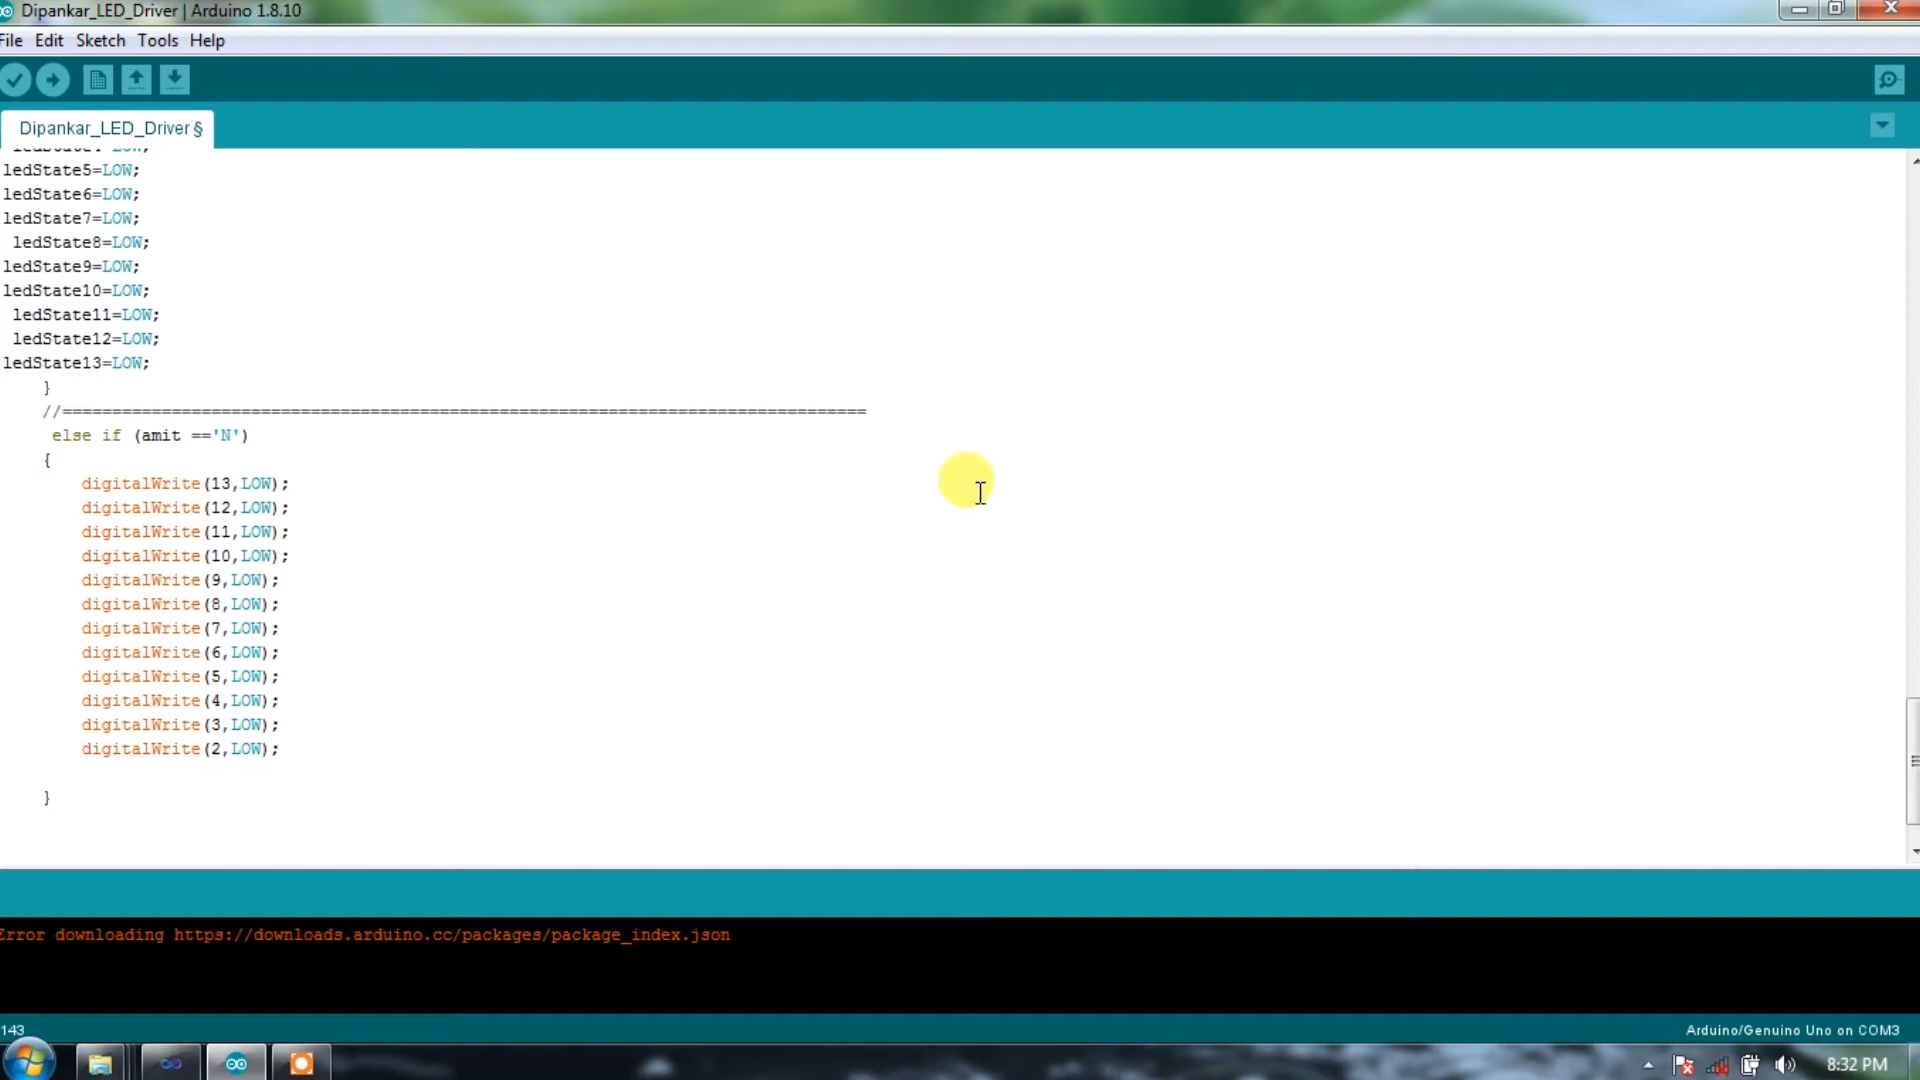 Dipankar_LED_Driver | Arduino 1.8.10
File Edit Sketch Tools Help
Dipankar_LED_Driver §
ledState5=LOW;
ledState6=LOW;
ledState7=LOW;
ledState8=LOW;
ledState9=LOW;
ledState10=LOW;
ledState11=LOW;
ledState12=LOW;
ledState13=LOW;
}
//=================================================================================
else if (amit =='N')
{
digitalWrite(13,LOW);
digitalWrite(12,LOW);
digitalWrite(11,LOW);
digitalWrite(10,LOW);
digitalWrite(9,LOW);
digitalWrite(8,LOW);
digitalWrite(7,LOW);
digitalWrite(6,LOW);
digitalWrite(5,LOW);
digitalWrite(4,LOW);
digitalWrite(3,LOW);
digitalWrite(2,LOW);
}
Error downloading https://downloads.arduino.cc/packages/package_index.json
143
Arduino/Genuino Uno on COM3
8:32 PM